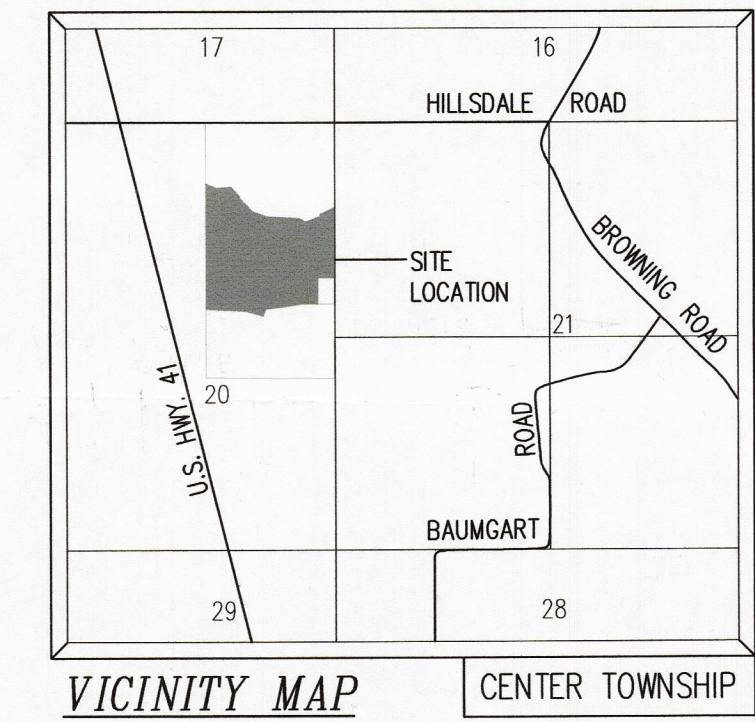 17
16
HILLSDALE ROAD
SITE
LOCATION
BROWNING ROAD
21
U.S. HWY. 41
20
ROAD
BAUMGART
29
28
VICINITY MAP
CENTER TOWNSHIP